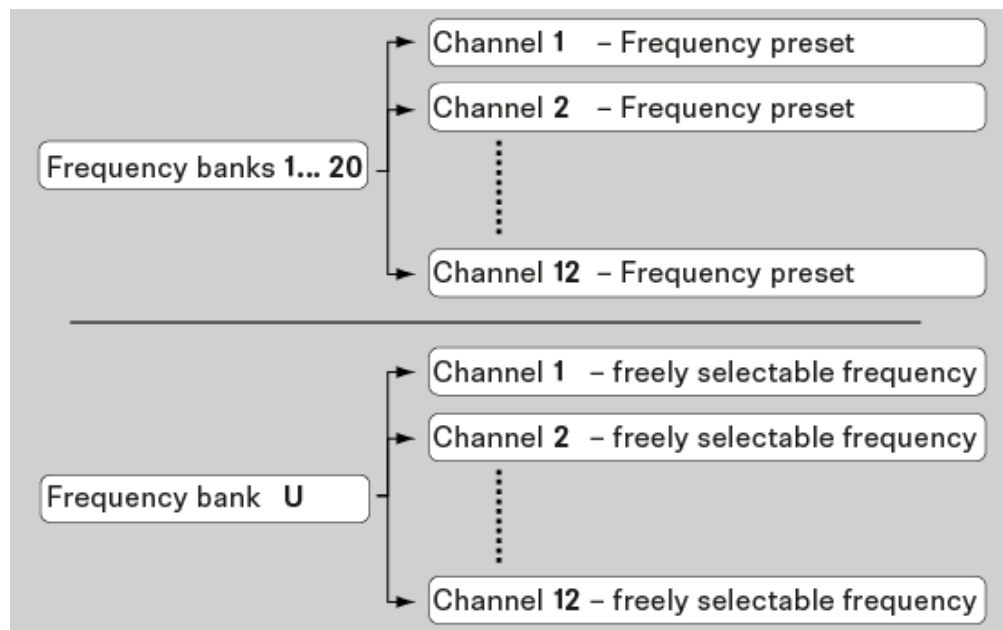 Channel 1 – Frequency preset
Channel 2 – Frequency preset
Frequency banks 1... 20
Channel 12 – Frequency preset
Channel 1 – freely selectable frequency
Channel 2 – freely selectable frequency
Frequency bank U
Channel 12 – freely selectable frequency